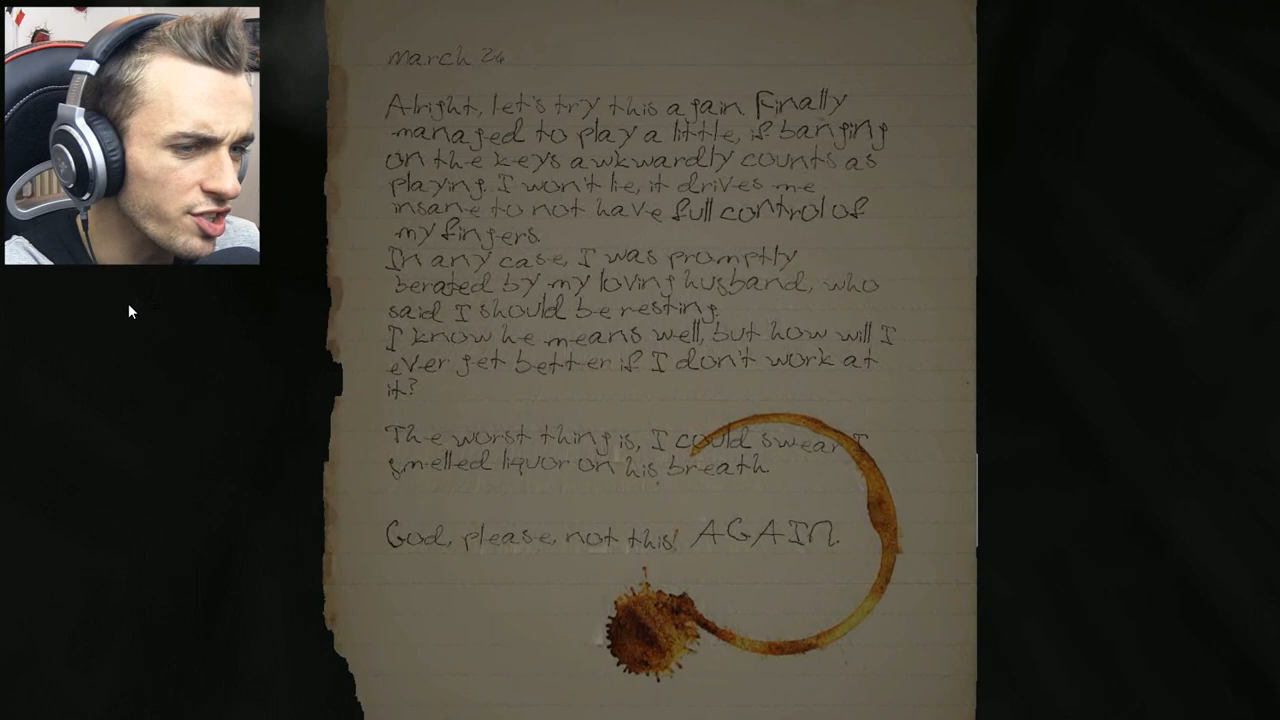 March 24
Alright, let's try this again. Finally
managed to play a little, if banging
on the keys awkwardly counts as
playing. I won't lie, it drives me
insane to not have full control of
my fingers.
In any case, I was promptly
berated by my loving husband, who
said I should be resting.
I know he means well, but how will I
ever get better if I don't work at
it?
The worst thing is, I could swear I
smelled liquor on his breath.
God, please, not this AGAIN.